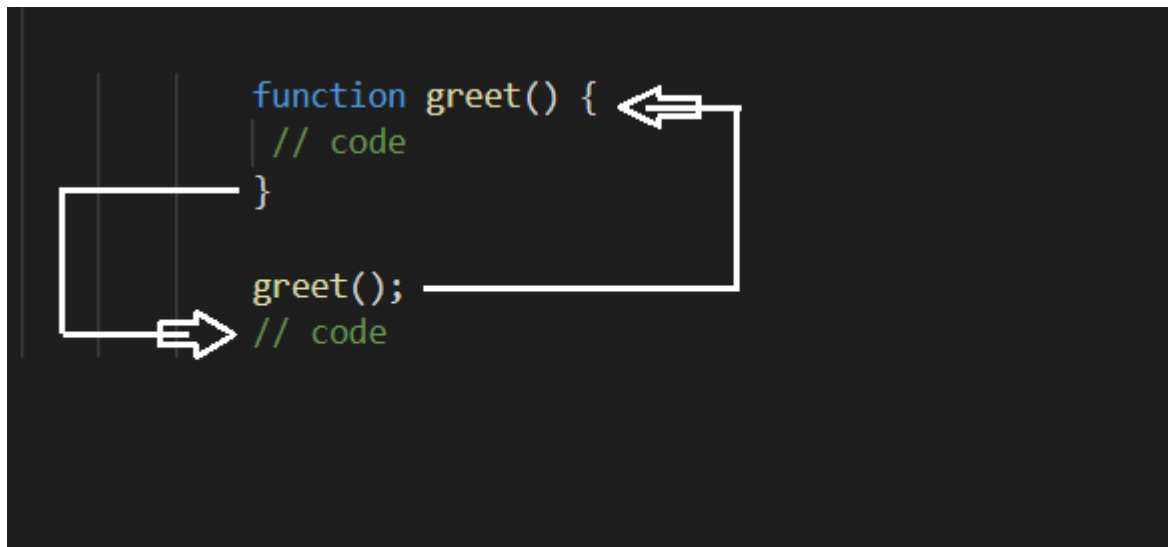 function greet() {
// code
}
greet();
// code